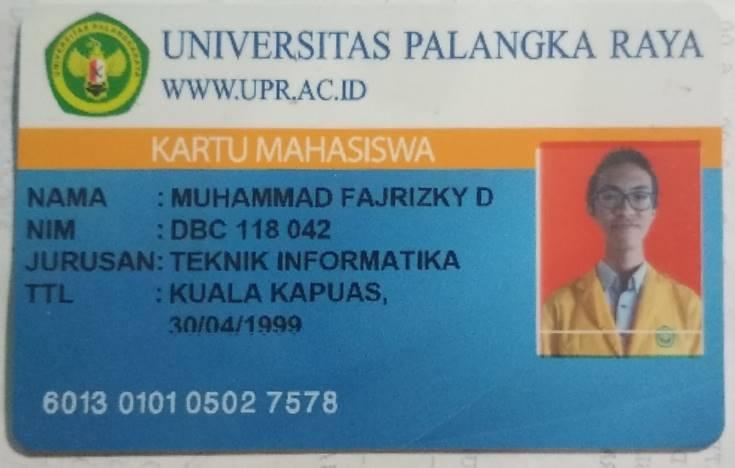 UNIVERSITAS PALANGKA RAYA
WWW.UPR.AC.ID
KARTU MAHASISWA
NAMA : MUHAMMAD FAJRIZKY D
NIM : DBC 118 042
JURUSAN: TEKNIK INFORMATIKA
TTL : KUALA KAPUAS,
30/04/1999
6013 0101 0502 7578